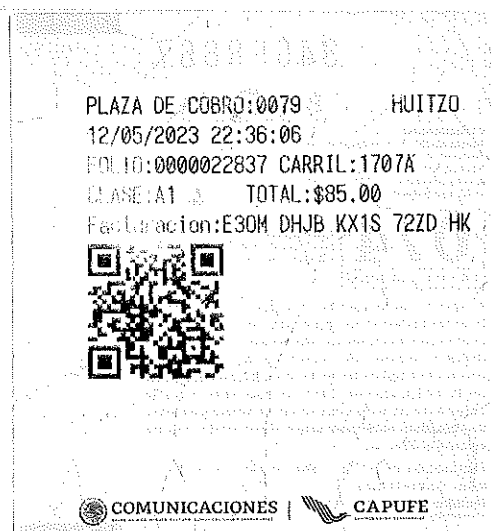 PLAZA DE COBRO:0079 HUITZO
12/05/2023 22:36:06
FOLIO:0000022837 CARRIL:1707A
CLASE:A1 TOTAL:$85.00
Facturacion:E3OM DHJB KX1S 72ZD HK
COMUNICACIONES | CAPUFE